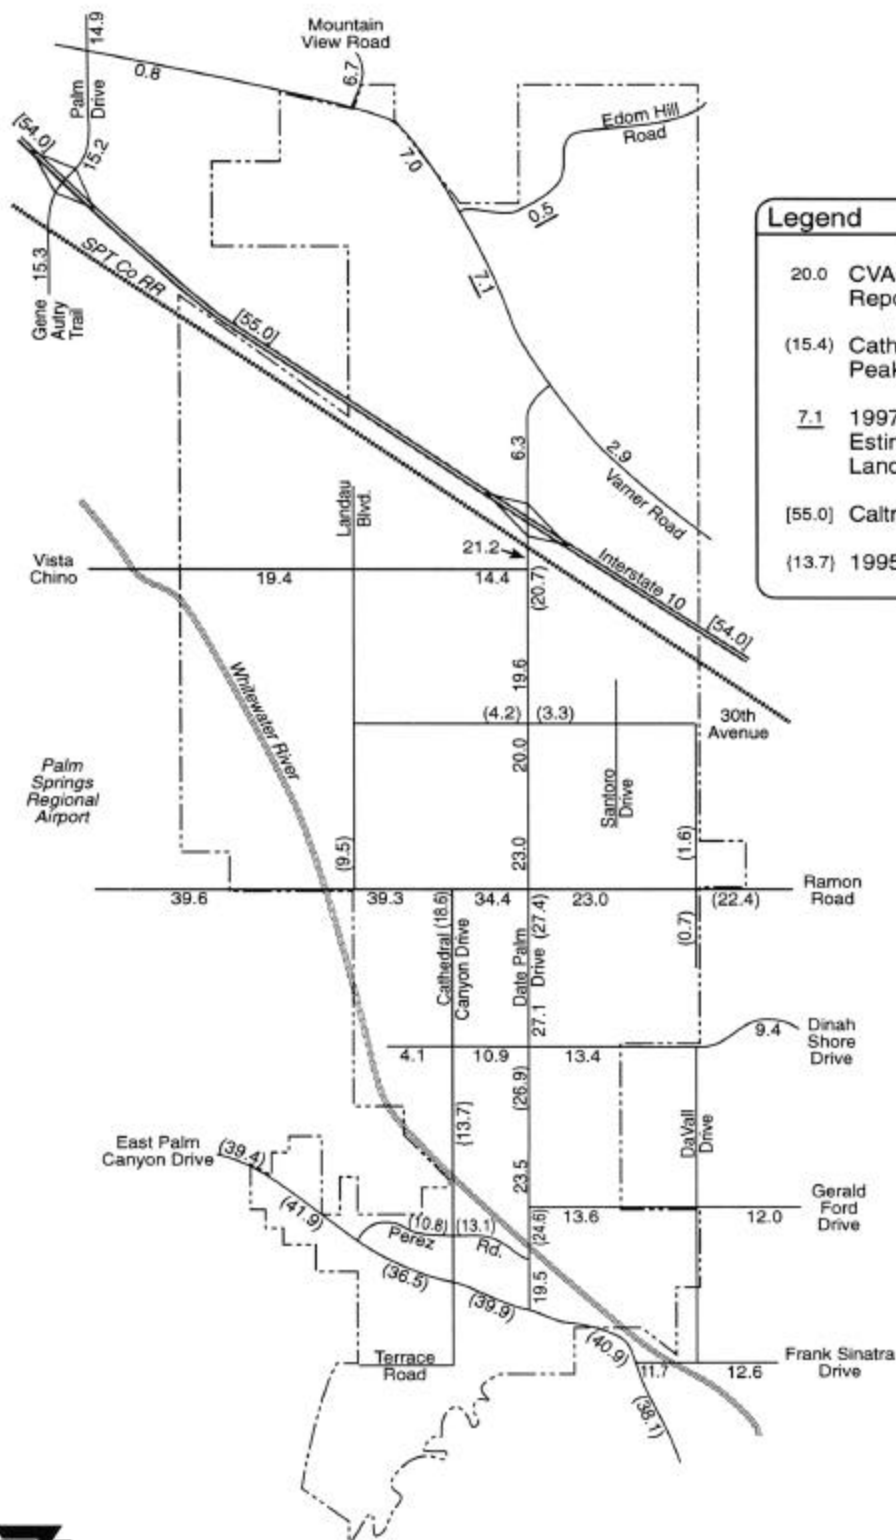 14.9
Mountain
View Road
6.7
0.8
Palm
Drive
[54.0]
15.2
7.0
Edom Hill
Road
0.5
Legend
20.0 CVA
Repo
(15.4) Cath
Peak
7.1 1997
Estin
Land
[55.0] Caltr
{13.7} 1995
SPT Co RR
15.3
Gene
Autry
Trail
[55.0]
7.1
6.3
2.9
Varner Road
Landau
Blvd.
21.2
Vista
Chino
19.4
14.4
(20.7)
Interstate 10
[54.0]
19.6
Whitewater River
(4.2)
(3.3)
30th
Avenue
20.0
Santoro
Drive
Palm
Springs
Regional
Airport
(9.5)
23.0
(1.6)
39.6
39.3
34.4
23.0
(22.4)
Ramon
Road
(18.6)
Cathedral
Canyon Drive
Date Palm
Drive
(27.4)
(0.7)
27.1
4.1
10.9
13.4
9.4
Dinah
Shore
Drive
(26.9)
{13.7}
DaVall
Drive
East Palm
Canyon Drive
(39.4)
23.5
(41.9)
(10.8)
(13.1)
Perez
Rd.
(24.6)
13.6
12.0
Gerald
Ford
Drive
(36.5)
(39.9)
19.5
(40.9)
Terrace
Road
11.7
12.6
Frank Sinatra
Drive
(38.1)